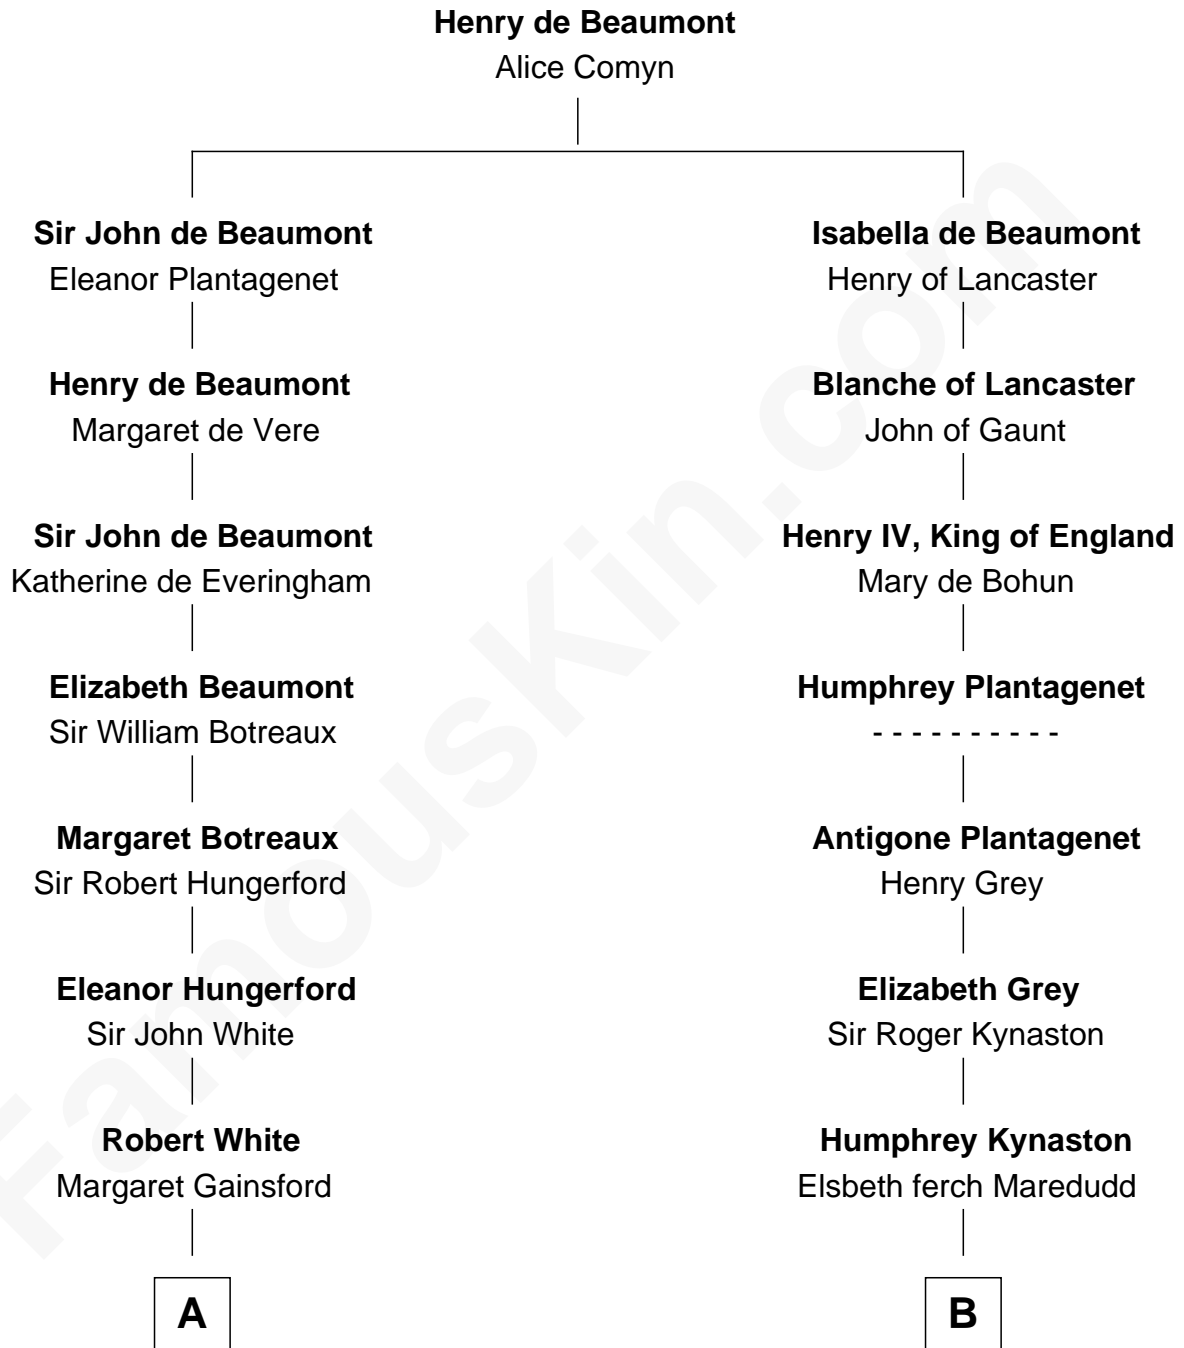 Henry de Beaumont
Alice Comyn
Sir John de Beaumont
Eleanor Plantagenet
Isabella de Beaumont
Henry of Lancaster
Henry de Beaumont
Margaret de Vere
Blanche of Lancaster
John of Gaunt
Sir John de Beaumont
Katherine de Everingham
Henry IV, King of England
Mary de Bohun
Elizabeth Beaumont
Sir William Botreaux
Humphrey Plantagenet
- - - - - - - - - -
Margaret Botreaux
Sir Robert Hungerford
Antigone Plantagenet
Henry Grey
Eleanor Hungerford
Sir John White
Elizabeth Grey
Sir Roger Kynaston
Robert White
Margaret Gainsford
Humphrey Kynaston
Elsbeth ferch Maredudd
A
B
FamousKin.com